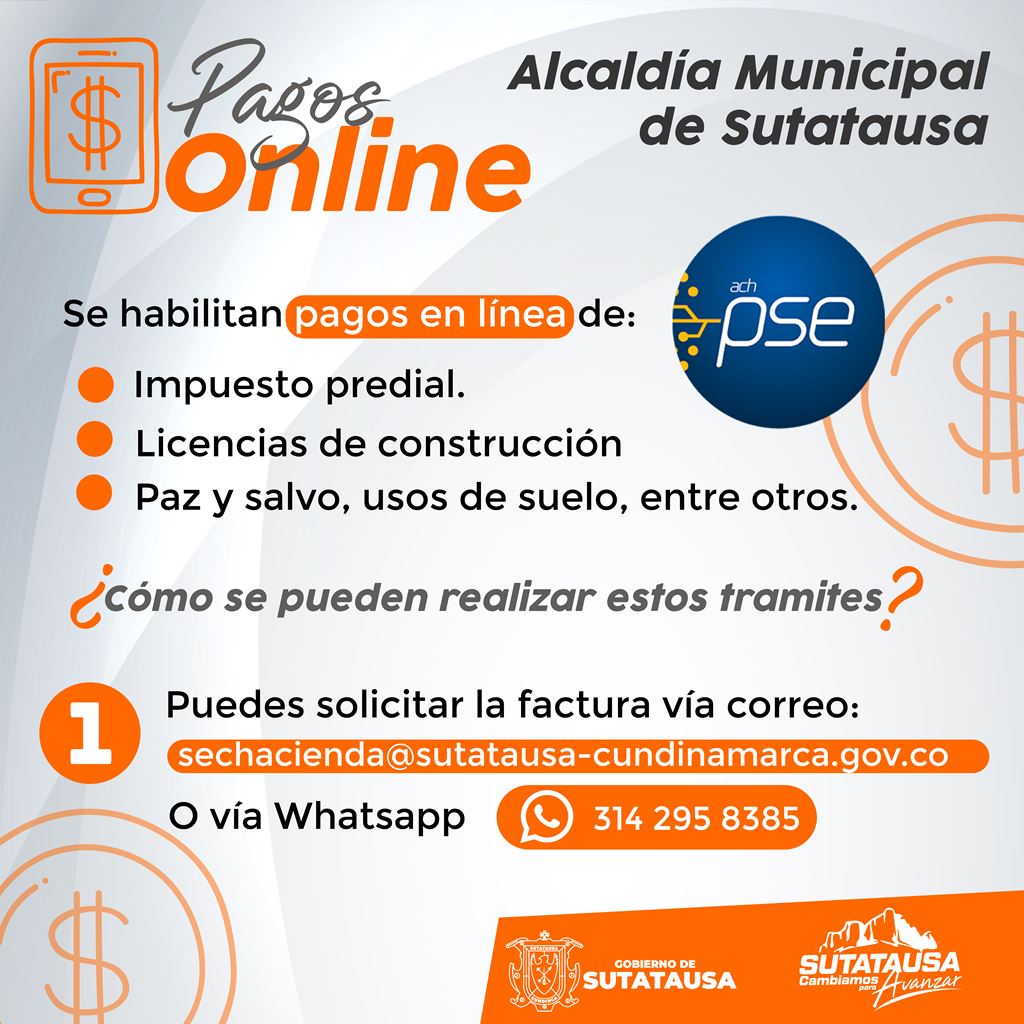 Pagos
Online
Alcaldía Municipal
de Sutatausa
ach
pse
Se habilitan pagos en línea de:
Impuesto predial.
Licencias de construcción
Paz y salvo, usos de suelo, entre otros.
¿Cómo se pueden realizar estos tramites?
1
Puedes solicitar la factura vía correo:
sechacienda@sutatausa-cundinamarca.gov.co
O vía Whatsapp 314 295 8385
SUTATAUSA
GOBIERNO DE
SUTATAUSA
SUTATAUSA
Cambiamos
para Avanzar